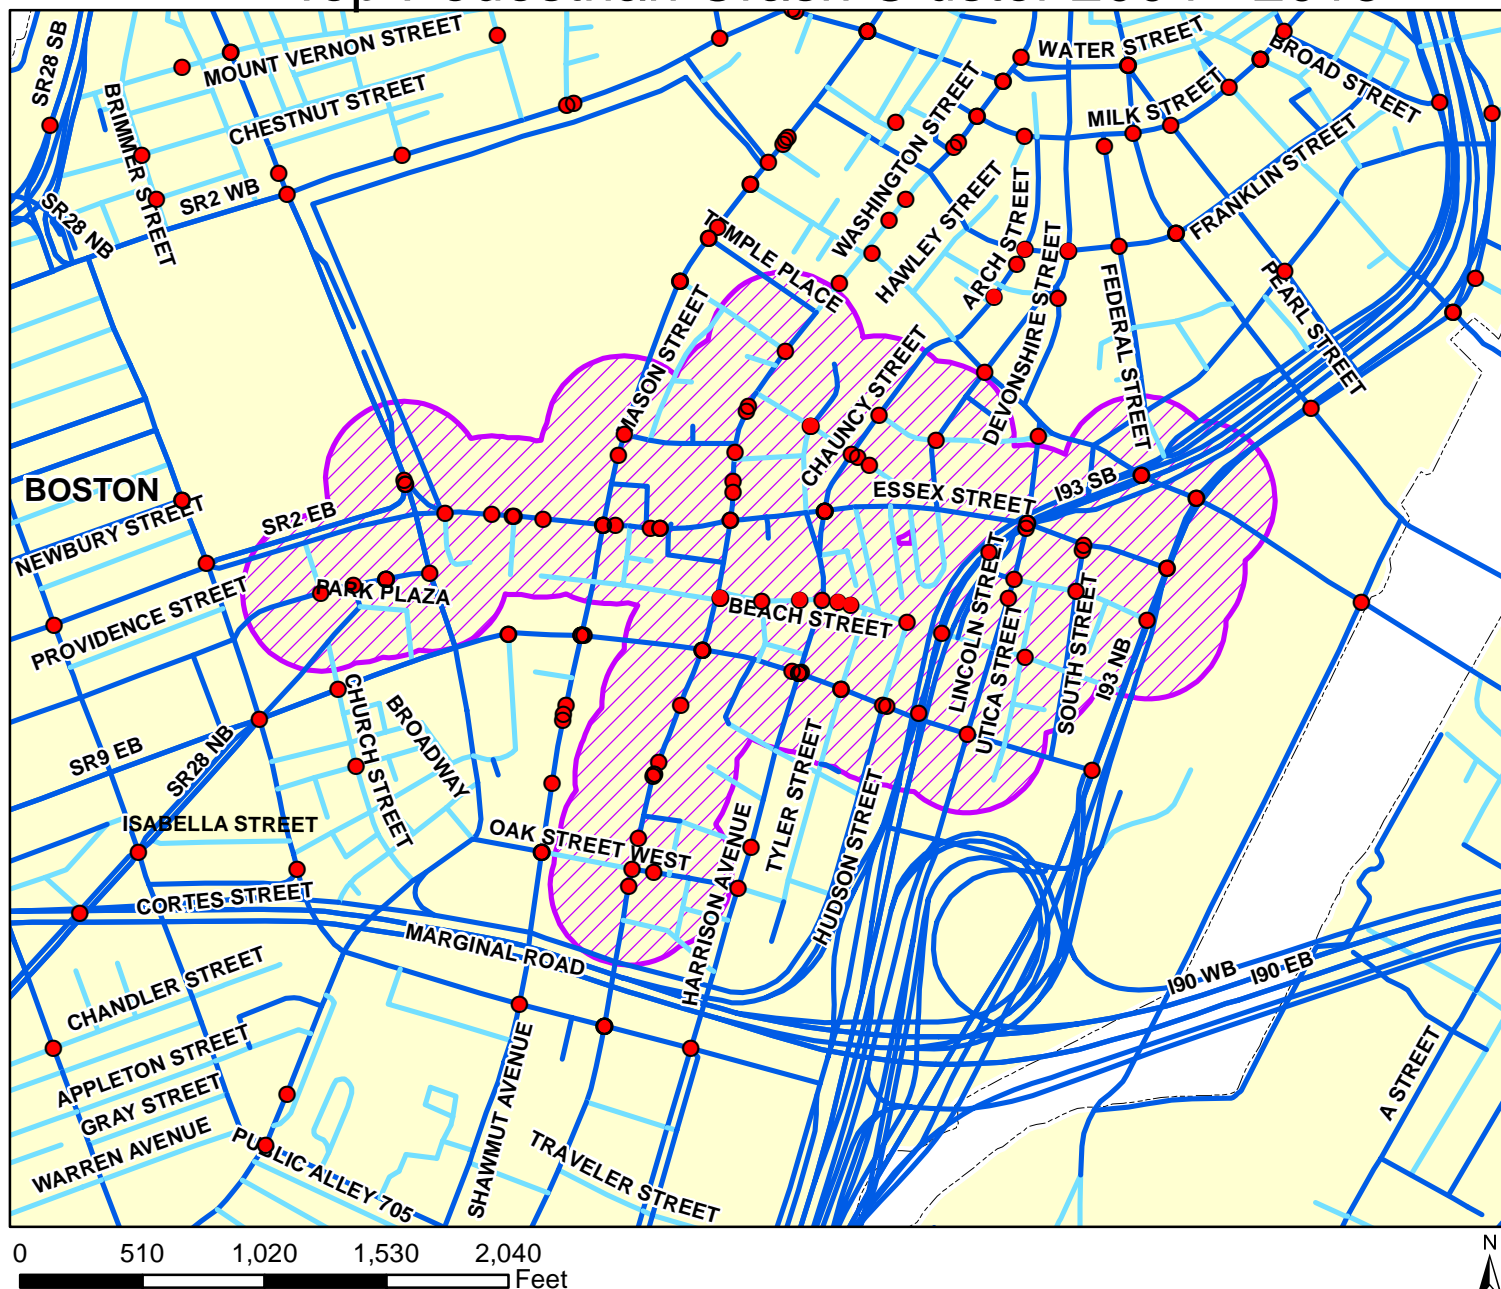 SR28 SB
MOUNT VERNON STREET
WATER STREET
BROAD STREET
BRIMMER STREET
CHESTNUT STREET
WASHINGTON STREET
MILK STREET
FRANKLIN STREET
SR2 WB
SR28 NB
TEMPLE PLACE
HAWLEY STREET
ARCH STREET
DEVONSHIRE STREET
FEDERAL STREET
PEARL STREET
MASON STREET
CHAUNCY STREET
BOSTON
NEWBURY STREET
SR2 EB
ESSEX STREET
I93 SB
PROVIDENCE STREET
PARK PLAZA
BEACH STREET
LINCOLN STREET
UTICA STREET
SOUTH STREET
I93 NB
SR9 EB
SR28 NB
CHURCH STREET
BROADWAY
ISABELLA STREET
OAK STREET WEST
HARRISON AVENUE
TYLER STREET
HUDSON STREET
CORTES STREET
MARGINAL ROAD
I90 WB
I90 EB
CHANDLER STREET
APPLETON STREET
GRAY STREET
WARREN AVENUE
PUBLIC ALLEY 705
SHAWMUT AVENUE
TRAVELER STREET
A STREET
0 510 1,020 1,530 2,040
Feet
N